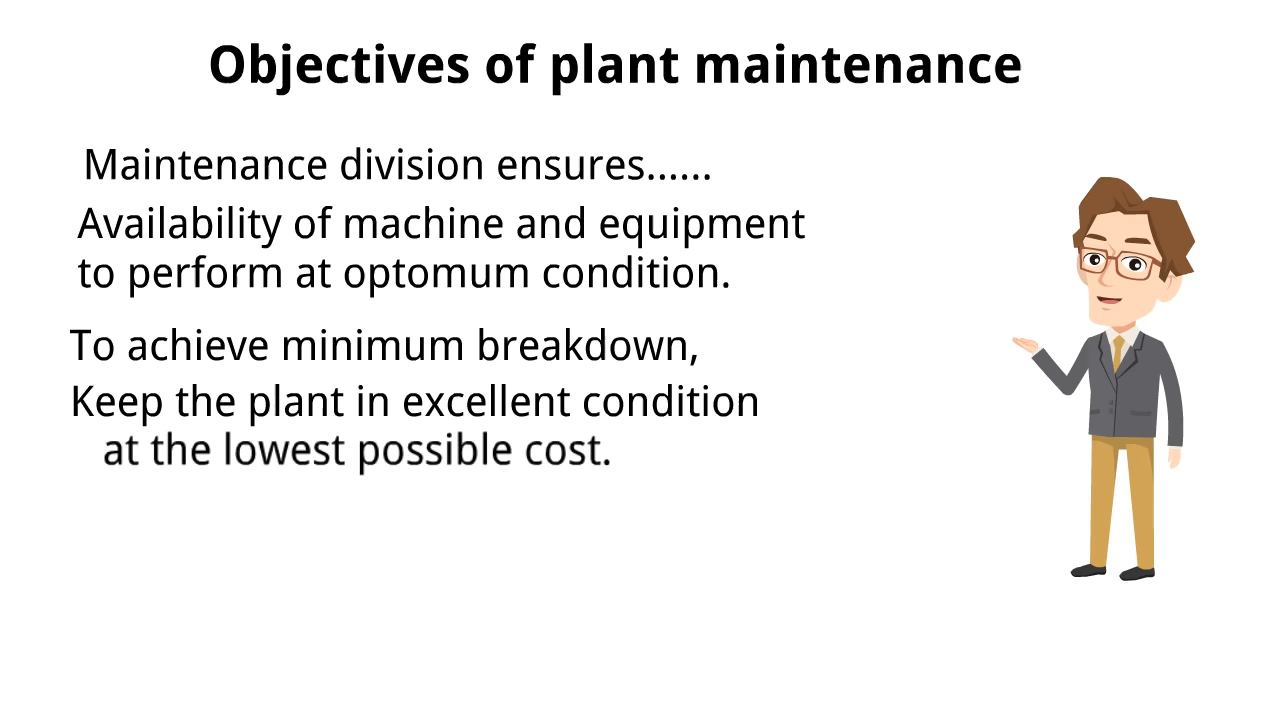 Objectives of plant maintenance
Maintenance division ensures......
Availability of machine and equipment
to perform at optomum condition.
To achieve minimum breakdown,
Keep the plant in excellent condition
at the lowest possible cost.